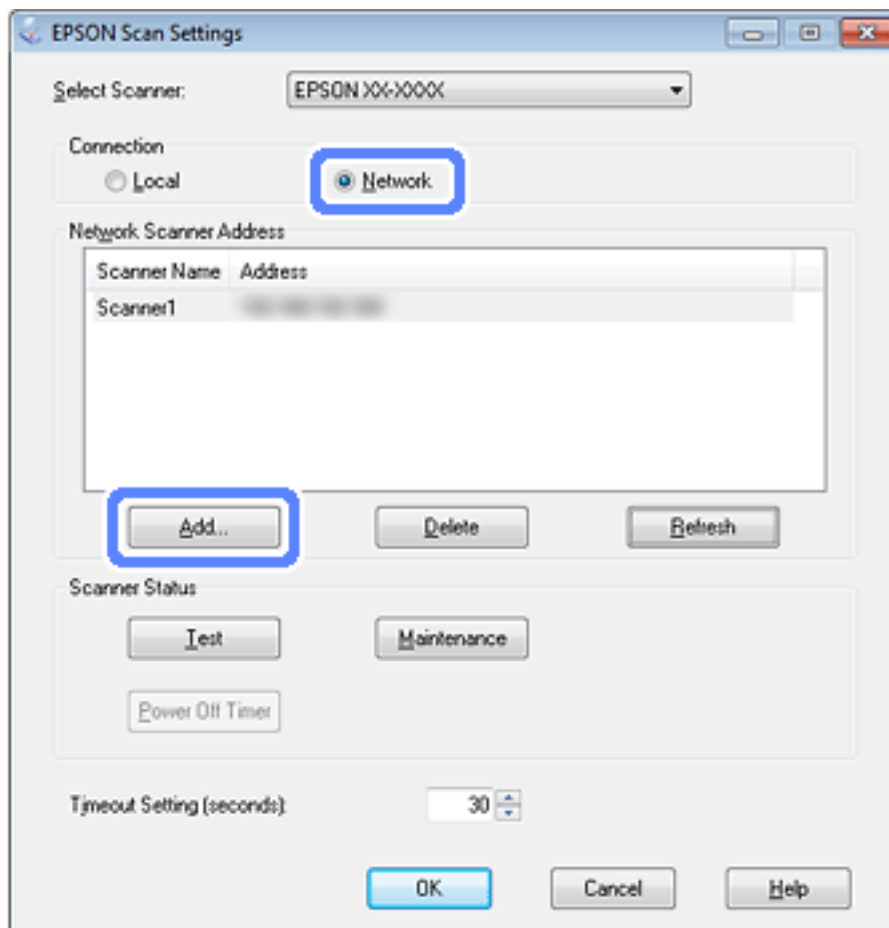 EPSON Scan Settings
Select Scanner: EPSON XX-XXXX
Connection
Local Network
Network Scanner Address
Scanner Name Address
Scanner1
Add... Delete Refresh
Scanner Status
Test Maintenance
Power Off Timer
Timeout Setting (seconds): 30
OK Cancel Help